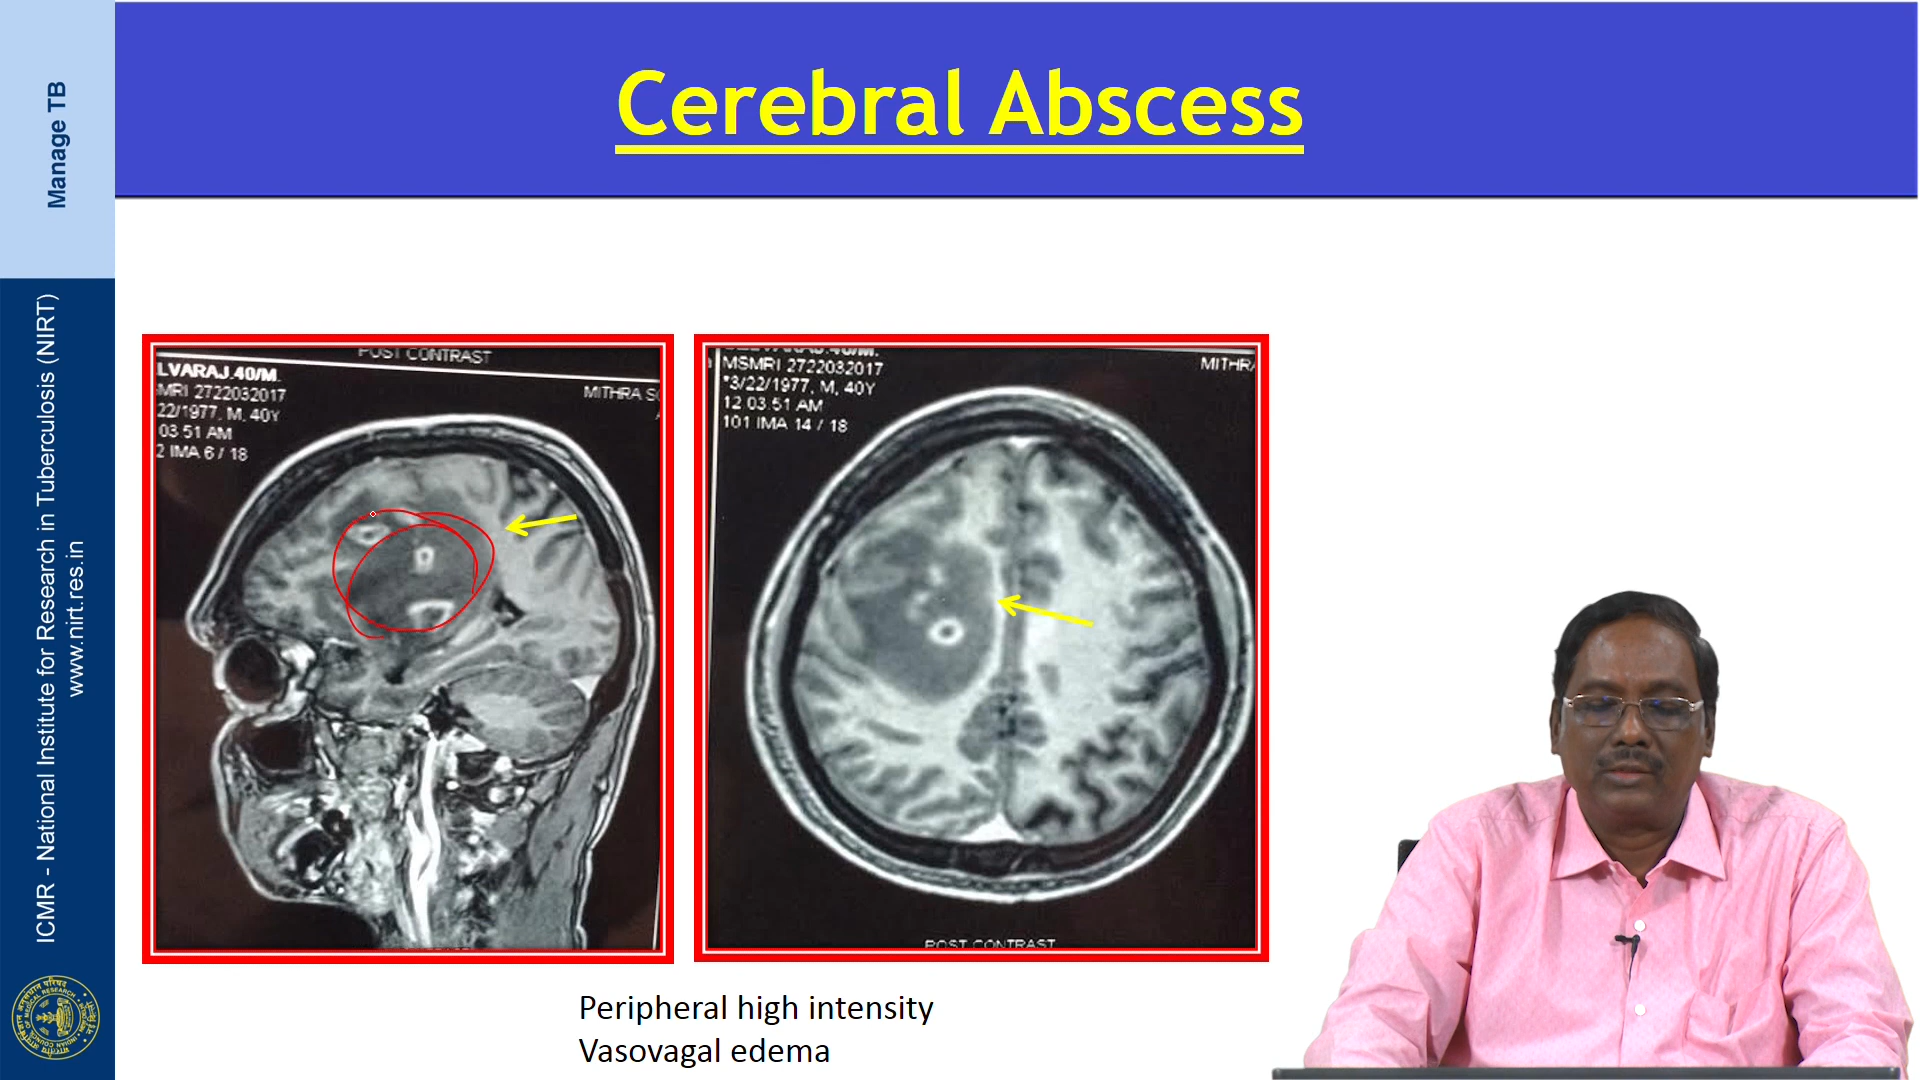 Cerebral Abscess
Manage TB
ICMR - National Institute for Research in Tuberculosis (NIRT)
www.nirt.res.in
POST CONTRAST
LVARAJ.40/M.
MRI 2722032017
22/1977, M, 40Y
03.51 AM
2 IMA 6 / 18
MITHRA
MSMRI 2722032017
*3/22/1977, M, 40Y
12 03.51 AM
101 IMA 14 / 18
MITHRA
POST CONTRAST
Peripheral high intensity
Vasovagal edema